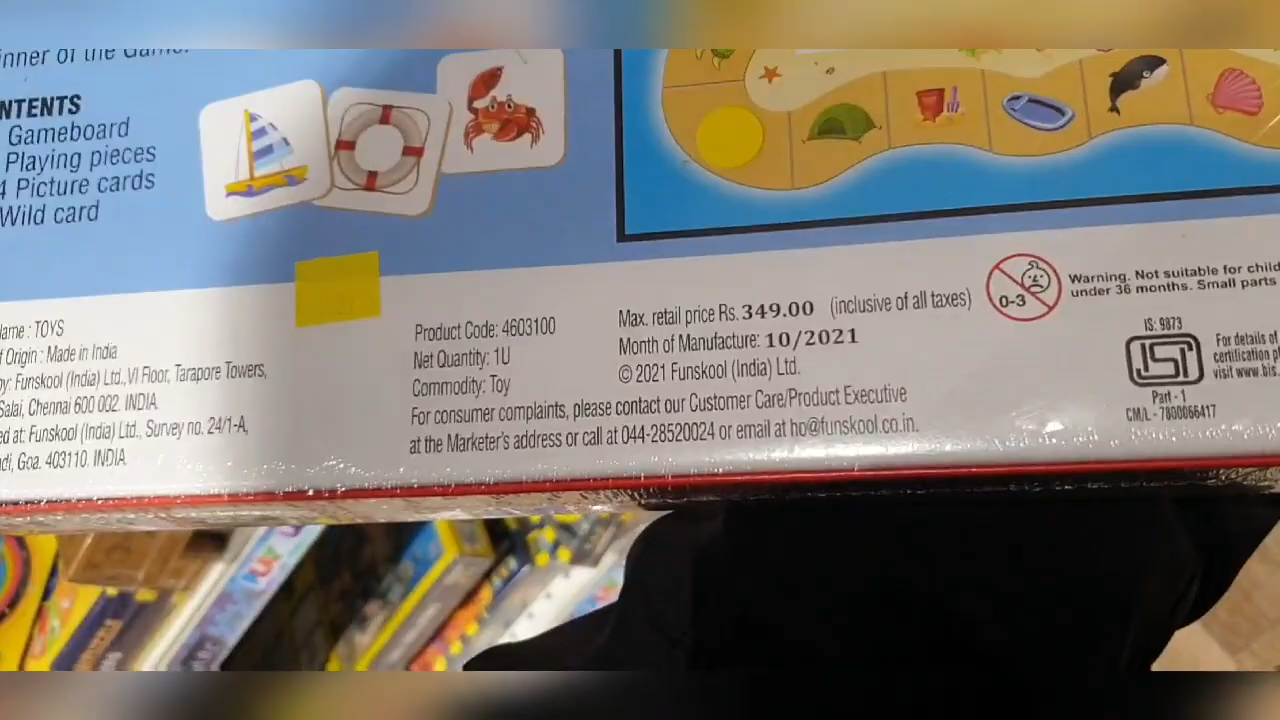 inner of the Game.
NTENTS
Gameboard
Playing pieces
4 Picture cards
Wild card
ame : TOYS
f Origin : Made in India
by: Funskool (India) Ltd., VI Floor, Tarapore Towers,
Salai, Chennai 600 002. INDIA.
ed at: Funskool (India) Ltd., Survey no. 24/1-A,
di, Goa. 403110. INDIA.
Product Code: 4603100
Net Quantity: 1U
Commodity: Toy
Max. retail price Rs. 349.00 (inclusive of all taxes)
Month of Manufacture: 10/2021
© 2021 Funskool (India) Ltd.
For consumer complaints, please contact our Customer Care/Product Executive
at the Marketer's address or call at 044-28520024 or email at ho@funskool.co.in.
0-3
Warning. Not suitable for child
under 36 months. Small parts
IS: 9873
ISI
Part - 1
CM/L - 7800066417
For details of
certification p
visit www.bis.